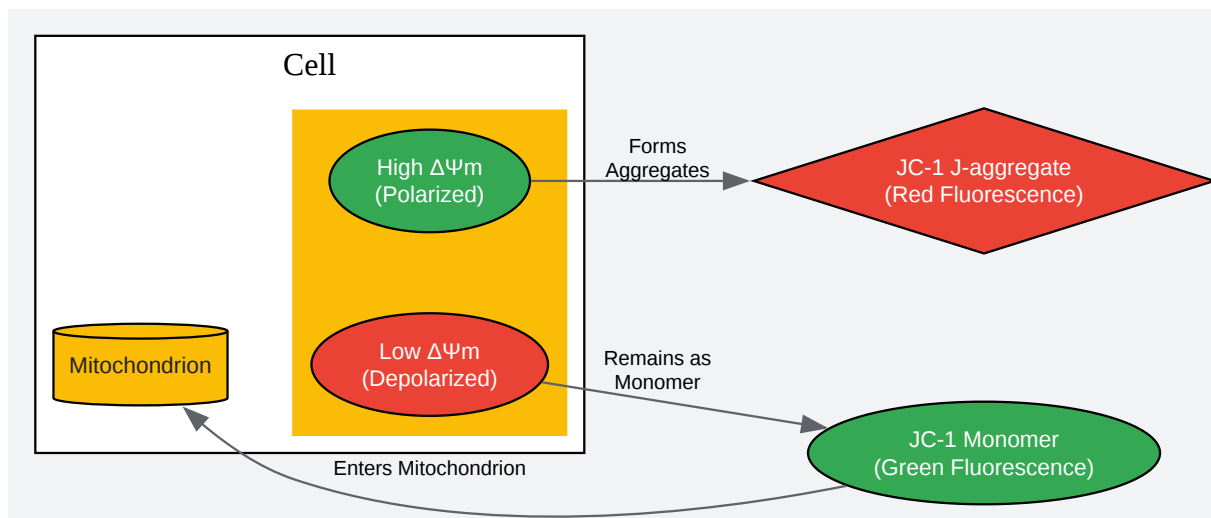 Cell
High ΔΨm
(Polarized)
Forms
Aggregates
JC-1 J-aggregate
(Red Fluorescence)
Mitochondrion
Low ΔΨm
(Depolarized)
Remains as
Monomer
JC-1 Monomer
(Green Fluorescence)
Enters Mitochondrion